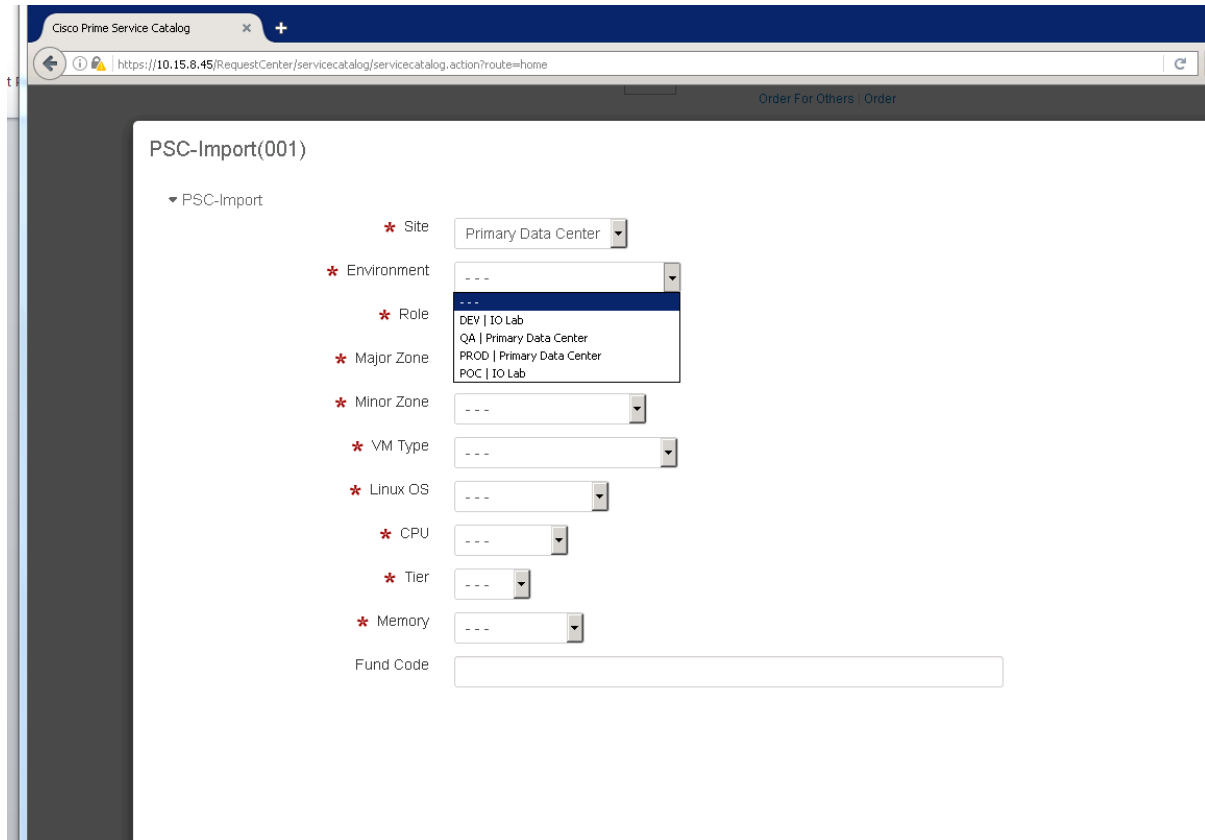 Cisco Prime Service Catalog
https://10.15.8.45/RequestCenter/servicecatalog/servicecatalog.action?route=home
Order For Others | Order
PSC-Import(001)
PSC-Import
* Site Primary Data Center
* Environment - - -
- - -
DEV | IO Lab
* Role
QA | Primary Data Center
PROD | Primary Data Center
* Major Zone
POC | IO Lab
* Minor Zone - - -
* VM Type - - -
* Linux OS - - -
* CPU - - -
* Tier - - -
* Memory - - -
Fund Code